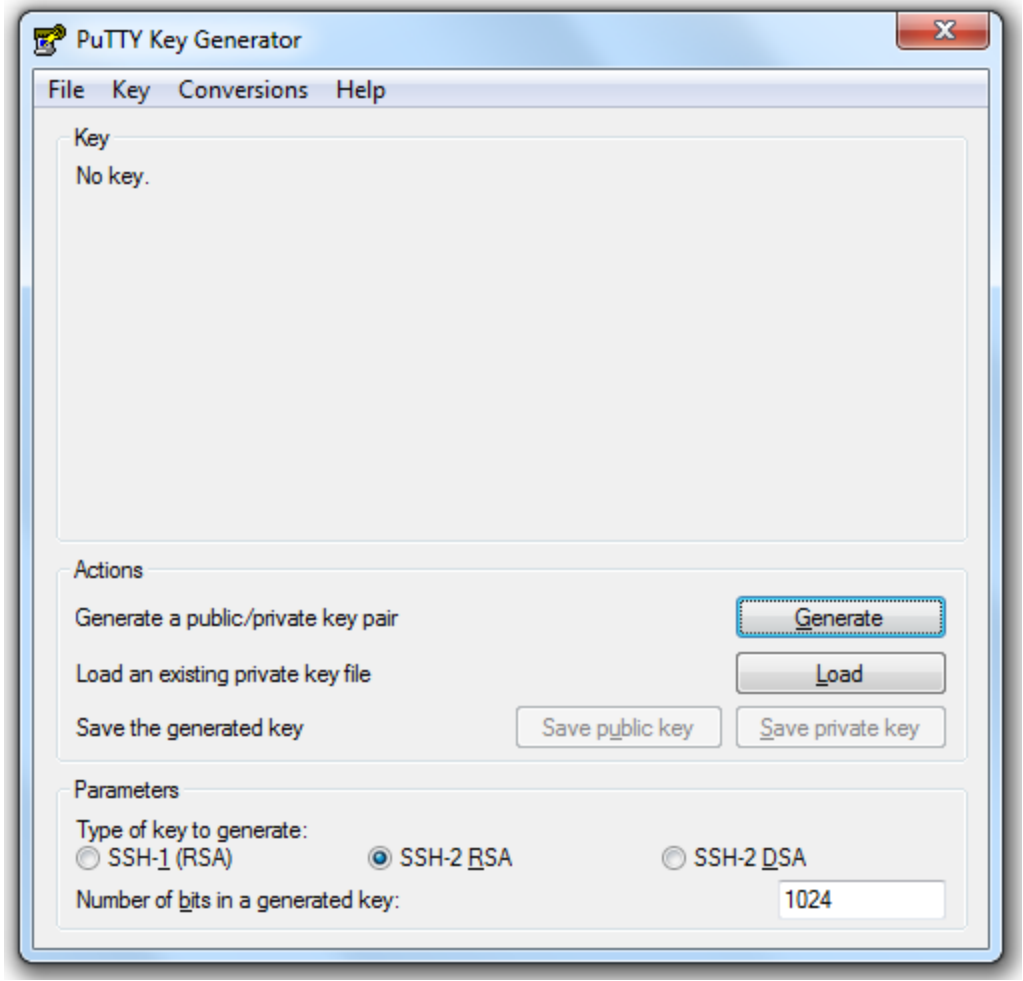 PuTTY Key Generator
File Key Conversions Help
Key
No key.
Actions
Generate a public/private key pair Generate
Load an existing private key file Load
Save the generated key Save public key Save private key
Parameters
Type of key to generate:
SSH-1 (RSA) SSH-2 RSA SSH-2 DSA
Number of bits in a generated key: 1024